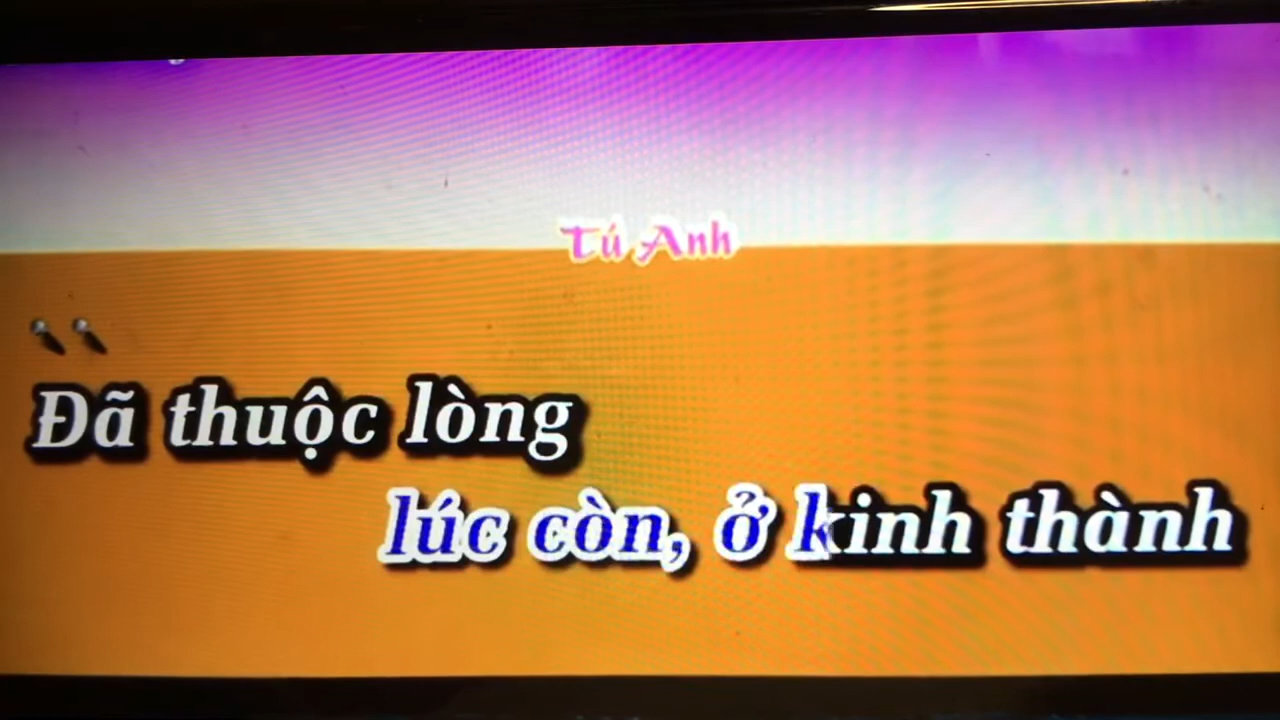 Tú Anh
Đã thuộc lòng
lúc còn, ở kinh thành